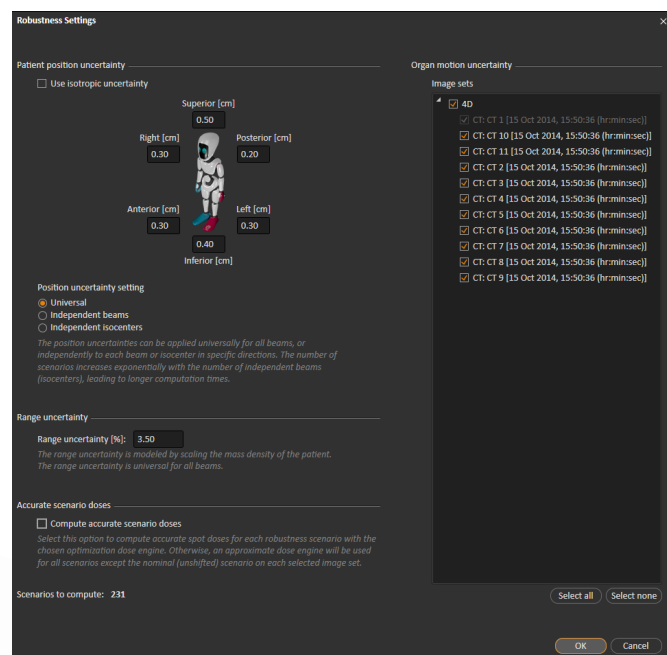 Robustness Settings
Patient position uncertainty
Use isotropic uncertainty
Superior [cm]
0.50
Right [cm]
0.30
Posterior [cm]
0.20
Anterior [cm]
0.30
Left [cm]
0.30
0.40
Inferior [cm]
Position uncertainty setting
Universal
Independent beams
Independent isocenters
The position uncertainties can be applied universally for all beams, or
independently to each beam or isocenter in specific directions. The number of
scenarios increases exponentially with the number of independent beams
(isocenters), leading to longer computation times.
Range uncertainty
Range uncertainty [%]: 3.50
The range uncertainty is modeled by scaling the mass density of the patient.
The range uncertainty is universal for all beams.
Accurate scenario doses
Compute accurate scenario doses
Select this option to compute accurate spot doses for each robustness scenario with the
chosen optimization dose engine. Otherwise, an approximate dose engine will be used
for all scenarios except the nominal (unshifted) scenario on each selected image set.
Scenarios to compute: 231
Organ motion uncertainty
Image sets
4D
CT: CT 1 [15 Oct 2014, 15:50:36 (hr:min:sec)]
CT: CT 10 [15 Oct 2014, 15:50:36 (hr:min:sec)]
CT: CT 11 [15 Oct 2014, 15:50:36 (hr:min:sec)]
CT: CT 2 [15 Oct 2014, 15:50:36 (hr:min:sec)]
CT: CT 3 [15 Oct 2014, 15:50:36 (hr:min:sec)]
CT: CT 4 [15 Oct 2014, 15:50:36 (hr:min:sec)]
CT: CT 5 [15 Oct 2014, 15:50:36 (hr:min:sec)]
CT: CT 6 [15 Oct 2014, 15:50:36 (hr:min:sec)]
CT: CT 7 [15 Oct 2014, 15:50:36 (hr:min:sec)]
CT: CT 8 [15 Oct 2014, 15:50:36 (hr:min:sec)]
CT: CT 9 [15 Oct 2014, 15:50:36 (hr:min:sec)]
Select all
Select none
OK
Cancel